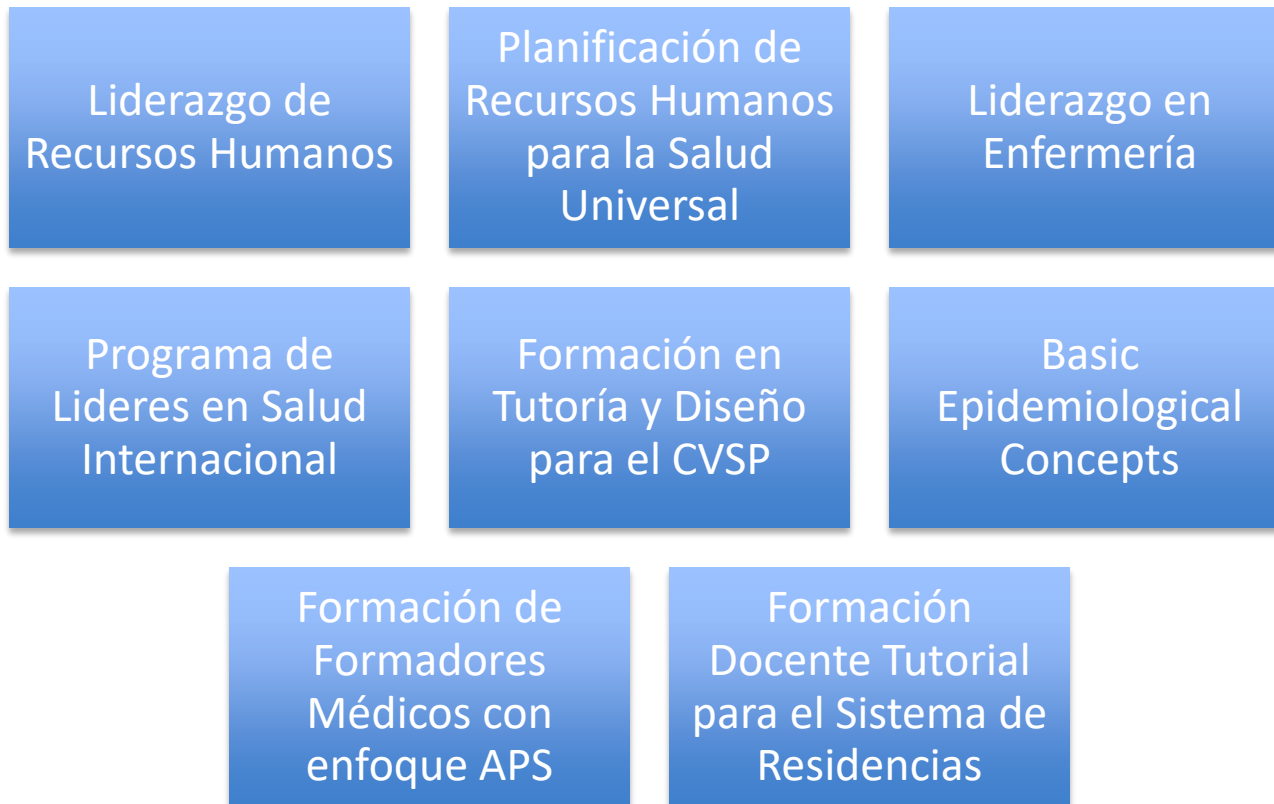 Liderazgo de
Recursos Humanos
Planificación de
Recursos Humanos
para la Salud
Universal
Liderazgo en
Enfermería
Programa de
Lideres en Salud
Internacional
Formación en
Tutoría y Diseño
para el CVSP
Basic
Epidemiological
Concepts
Formación de
Formadores
Médicos con
enfoque APS
Formación
Docente Tutorial
para el Sistema de
Residencias